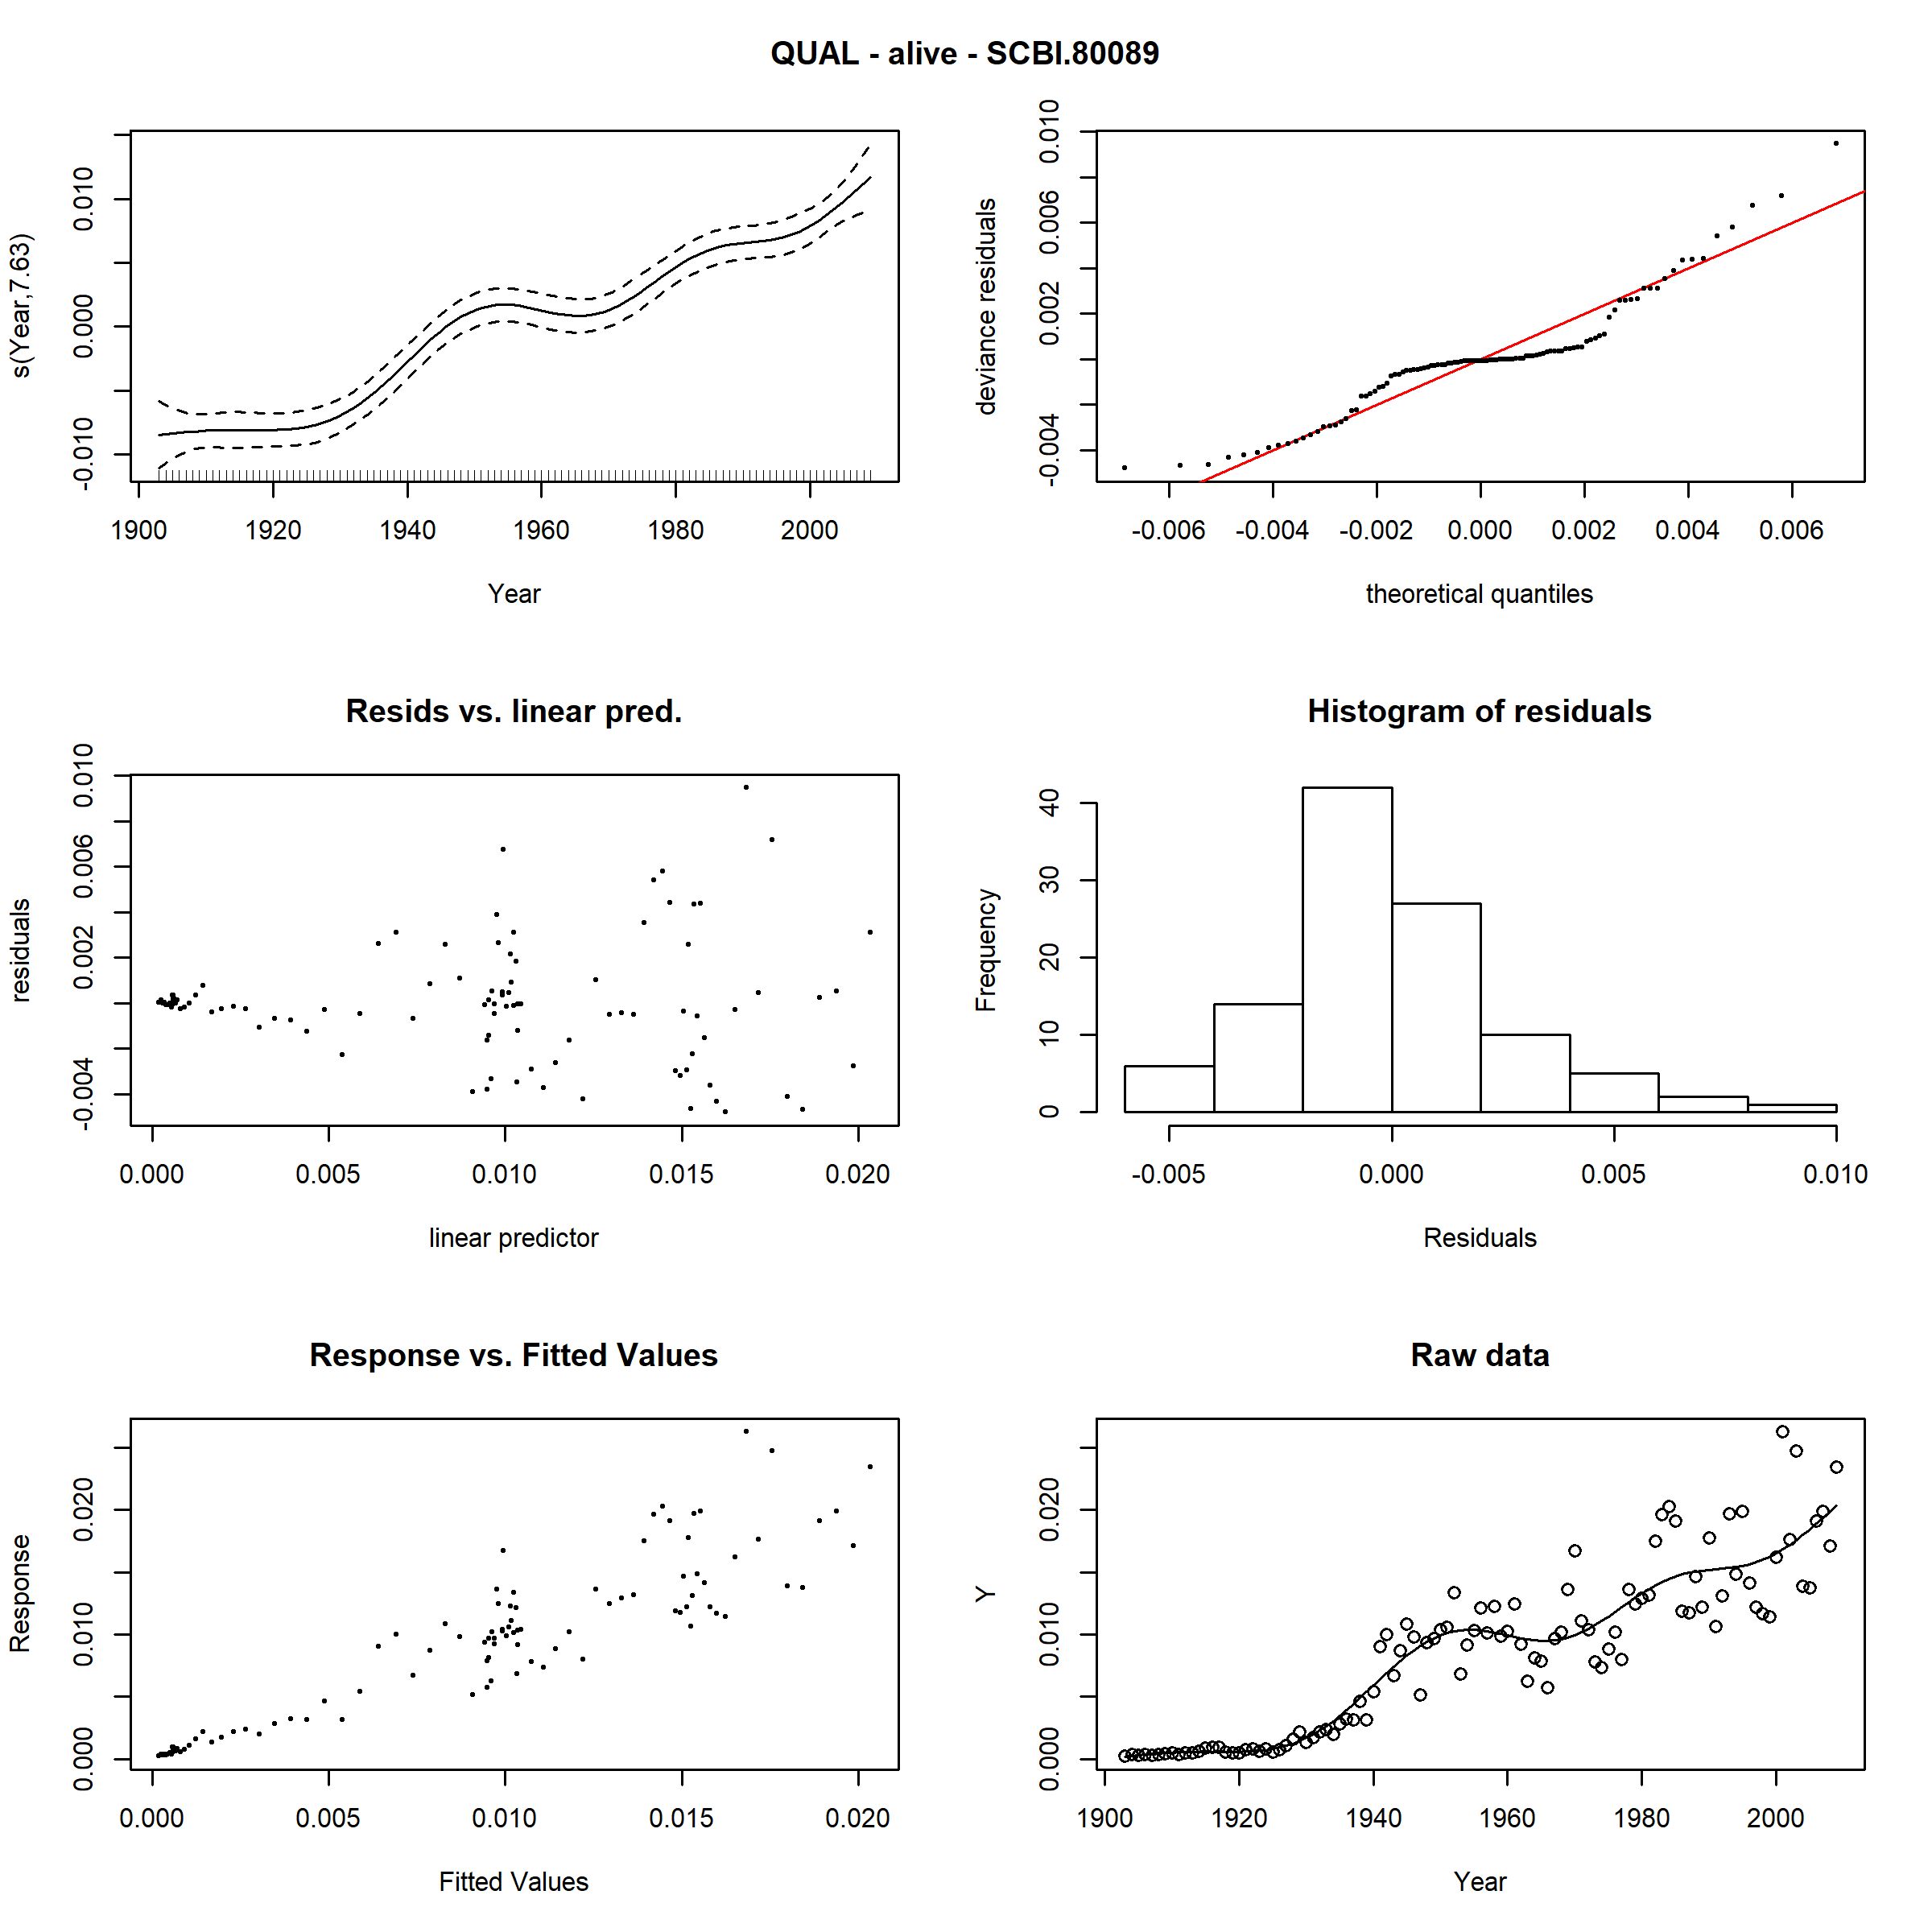 QUAL - alive - SCBI.80089
s(Year,7.63)
-0.010 0.000 0.010
1900 1920 1940 1960 1980 2000
Year
deviance residuals
-0.004 0.002 0.006 0.010
-0.006 -0.004 -0.002 0.000 0.002 0.004 0.006
theoretical quantiles
Resids vs. linear pred.
residuals
-0.004 0.002 0.006 0.010
0.000 0.005 0.010 0.015 0.020
linear predictor
Histogram of residuals
Frequency
0 10 20 30 40
-0.005 0.000 0.005 0.010
Residuals
Response vs. Fitted Values
Response
0.000 0.010 0.020
0.000 0.005 0.010 0.015 0.020
Fitted Values
Raw data
Y
0.000 0.010 0.020
1900 1920 1940 1960 1980 2000
Year